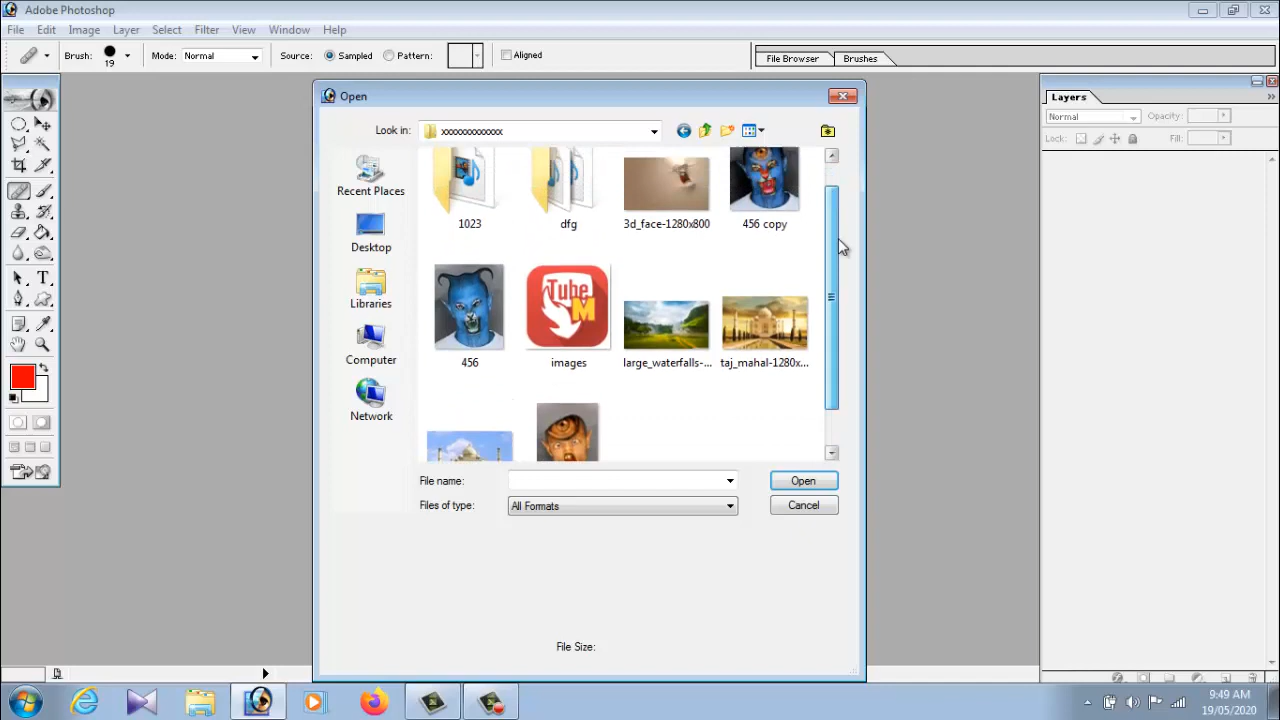 Adobe Photoshop
File Edit Image Layer Select Filter View Window Help
Brush: 19 Mode: Normal Source: Sampled Pattern: Aligned File Browser Brushes
Open
Look in: xxxxxxxxxxxxx
Recent Places
Desktop
Libraries
Computer
Network
1023 dfg 3d_face-1280x800 456 copy
Tube
M
456 images large_waterfalls-... taj_mahal-1280x...
File name: Open
Files of type: All Formats Cancel
File Size:
Layers
Normal Opacity:
Lock: Fill:
T
9:49 AM
19/05/2020